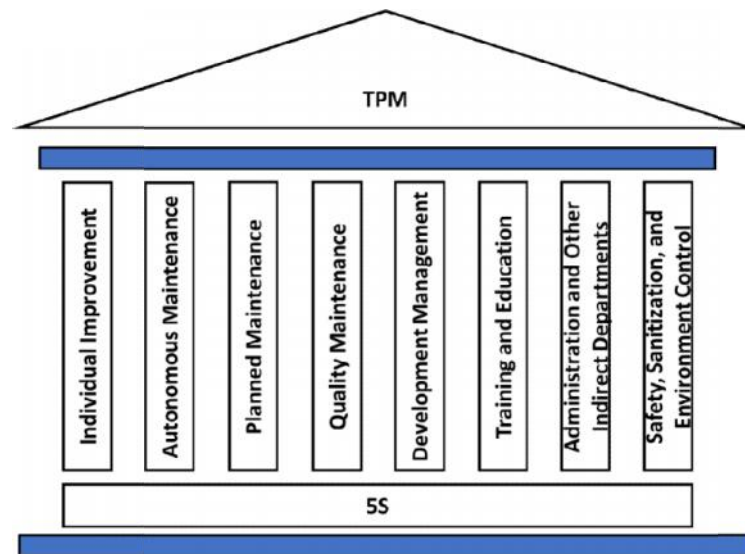 TPM
Individual Improvement
Autonomous Maintenance
Planned Maintenance
Quality Maintenance
Development Management
Training and Education
Administration and Other
Indirect Departments
Safety, Sanitization, and
Environment Control
5S